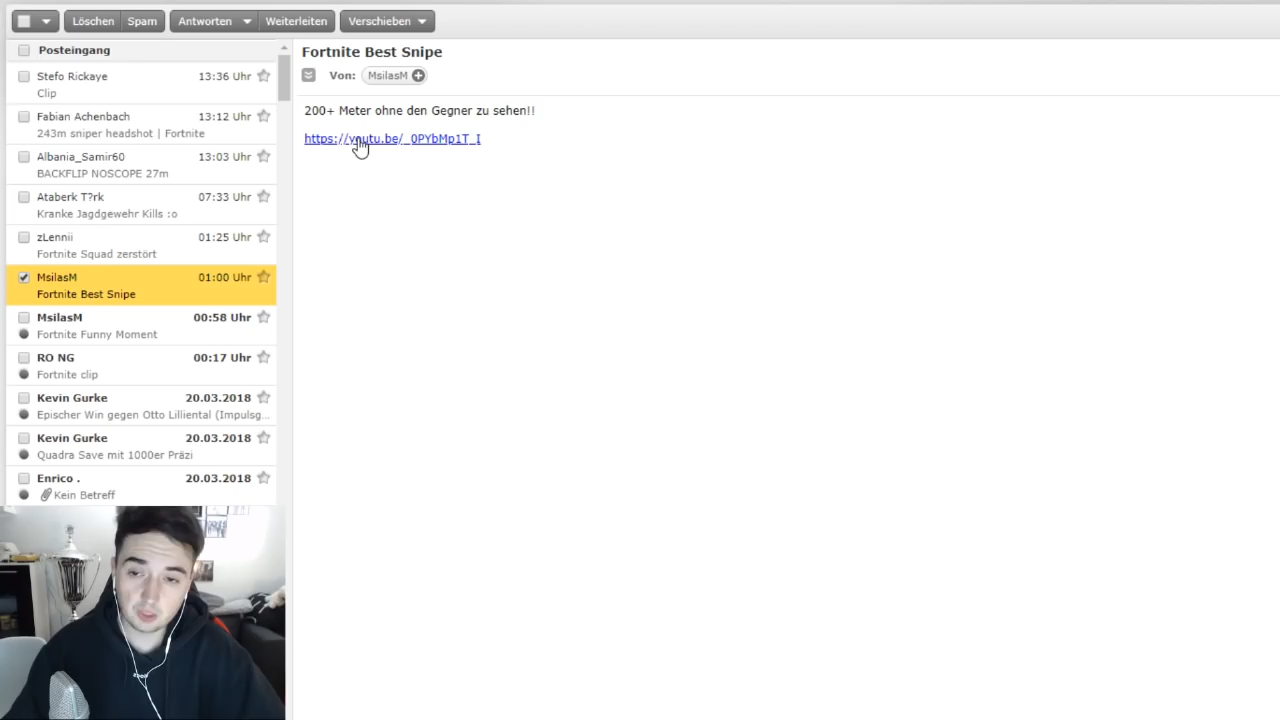 Löschen Spam Antworten Weiterleiten Verschieben
Posteingang
Stefo Rickaye 13:36 Uhr
Clip
Fabian Achenbach 13:12 Uhr
243m sniper headshot | Fortnite
Albania_Samir60 13:03 Uhr
BACKFLIP NOSCOPE 27m
Ataberk T?rk 07:33 Uhr
Kranke Jagdgewehr Kills :o
zLennii 01:25 Uhr
Fortnite Squad zerstört
MsilasM 01:00 Uhr
Fortnite Best Snipe
MsilasM 00:58 Uhr
Fortnite Funny Moment
RO NG 00:17 Uhr
Fortnite clip
Kevin Gurke 20.03.2018
Epischer Win gegen Otto Lilliental (Impulsg...
Kevin Gurke 20.03.2018
Quadra Save mit 1000er Präzi
Enrico . 20.03.2018
Kein Betreff
Fortnite Best Snipe
Von: MsilasM
200+ Meter ohne den Gegner zu sehen!!
https://youtu.be/_0PYbMp1T_I